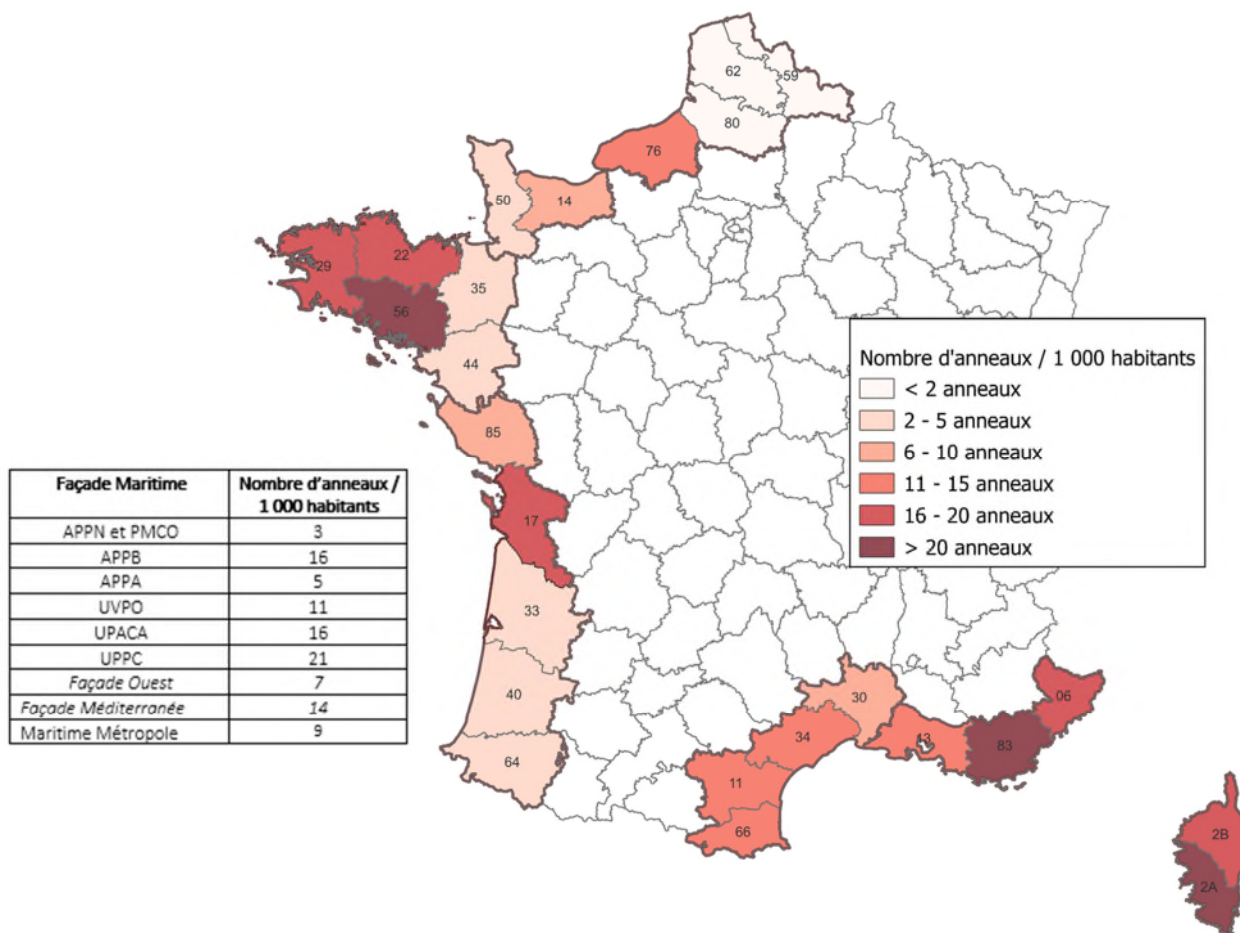 62
59
80
76
50
14
29
22
35
56
44
85
17
33
40
64
30
34
13
11
66
83
06
2B
2A
Nombre d'anneaux / 1 000 habitants
< 2 anneaux
2 - 5 anneaux
6 - 10 anneaux
11 - 15 anneaux
16 - 20 anneaux
> 20 anneaux
Façade Maritime Nombre d'anneaux /
1 000 habitants
APPN et PMCO 3
APPB 16
APPA 5
UVPO 11
UPACA 16
UPPC 21
Façade Ouest 7
Façade Méditerranée 14
Maritime Métropole 9